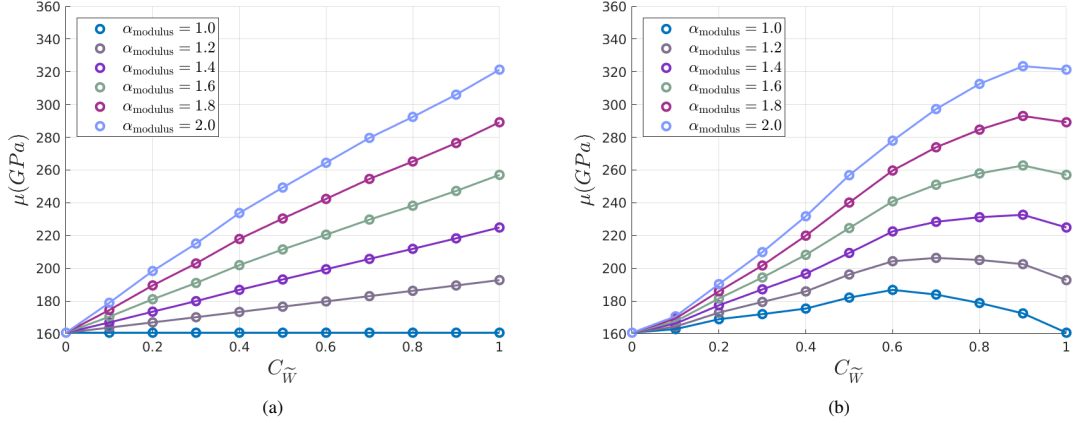 360
340
320
300
280
260
240
220
200
180
160
μ(GPa)
α_modulus = 1.0
α_modulus = 1.2
α_modulus = 1.4
α_modulus = 1.6
α_modulus = 1.8
α_modulus = 2.0
0 0.2 0.4 0.6 0.8 1
C_W̃
(a)
360
340
320
300
280
260
240
220
200
180
160
μ(GPa)
α_modulus = 1.0
α_modulus = 1.2
α_modulus = 1.4
α_modulus = 1.6
α_modulus = 1.8
α_modulus = 2.0
0 0.2 0.4 0.6 0.8 1
C_W̃
(b)